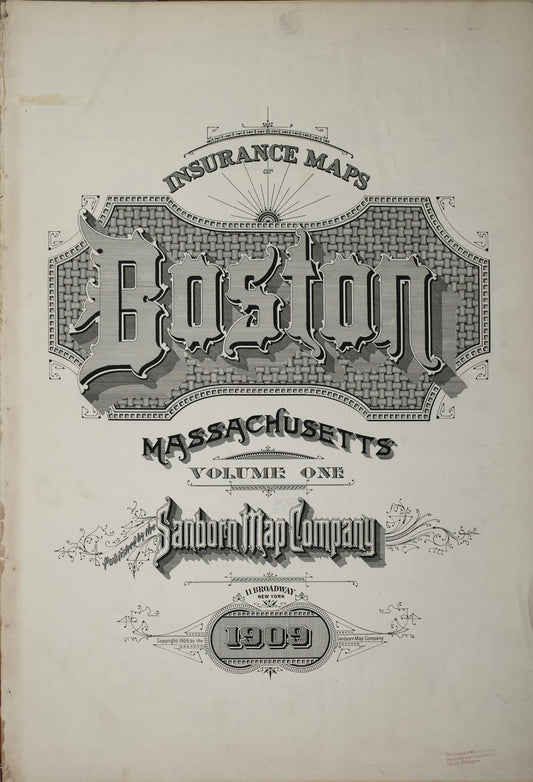 INSURANCE MAPS
OF
Boston
MASSACHUSETTS
VOLUME ONE
Published by the
Sanborn Map Company
11 BROADWAY.
NEW YORK
Copyright 1909, by the Sanborn Map Company
1909